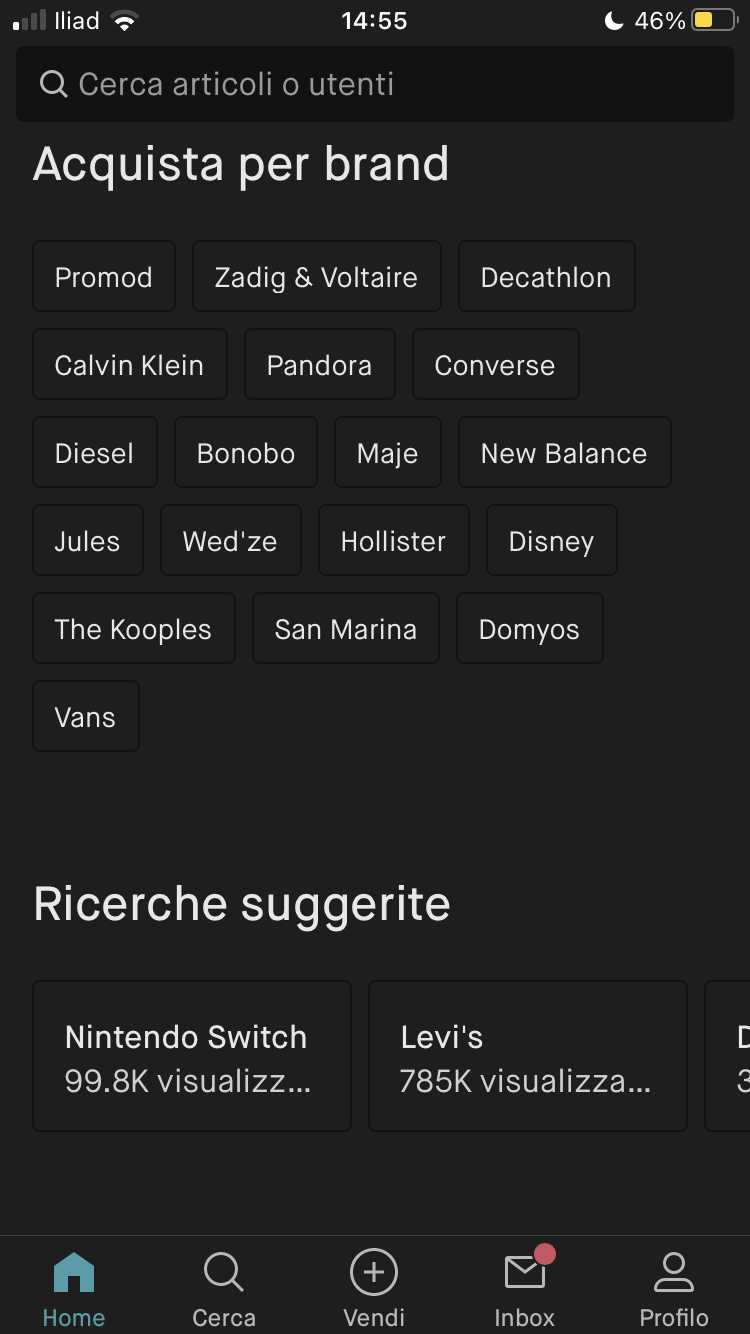 Iliad 14:55 46%
Cerca articoli o utenti
Acquista per brand
Promod Zadig & Voltaire Decathlon
Calvin Klein Pandora Converse
Diesel Bonobo Maje New Balance
Jules Wed'ze Hollister Disney
The Kooples San Marina Domyos
Vans
Ricerche suggerite
Nintendo Switch Levi's
99.8K visualizz... 785K visualizza...
Home Cerca Vendi Inbox Profilo